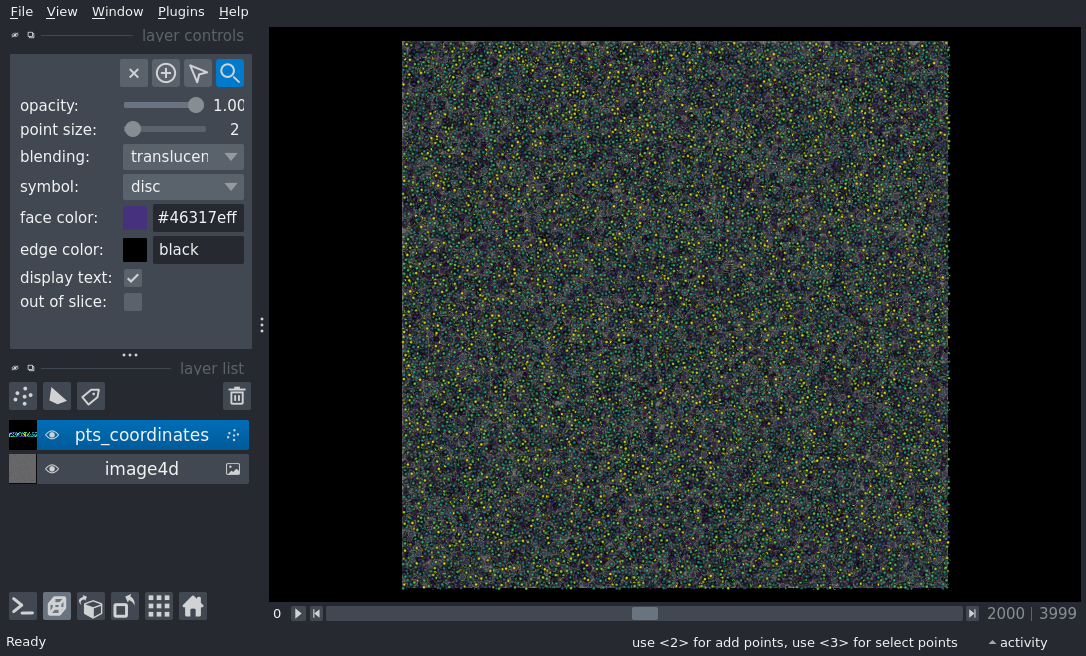 File View Window Plugins Help
layer controls
opacity: 1.00
point size: 2
blending: translucen
symbol: disc
face color: #46317eff
edge color: black
display text:
out of slice:
layer list
pts_coordinates
image4d
0 2000 3999
Ready use <2> for add points, use <3> for select points activity